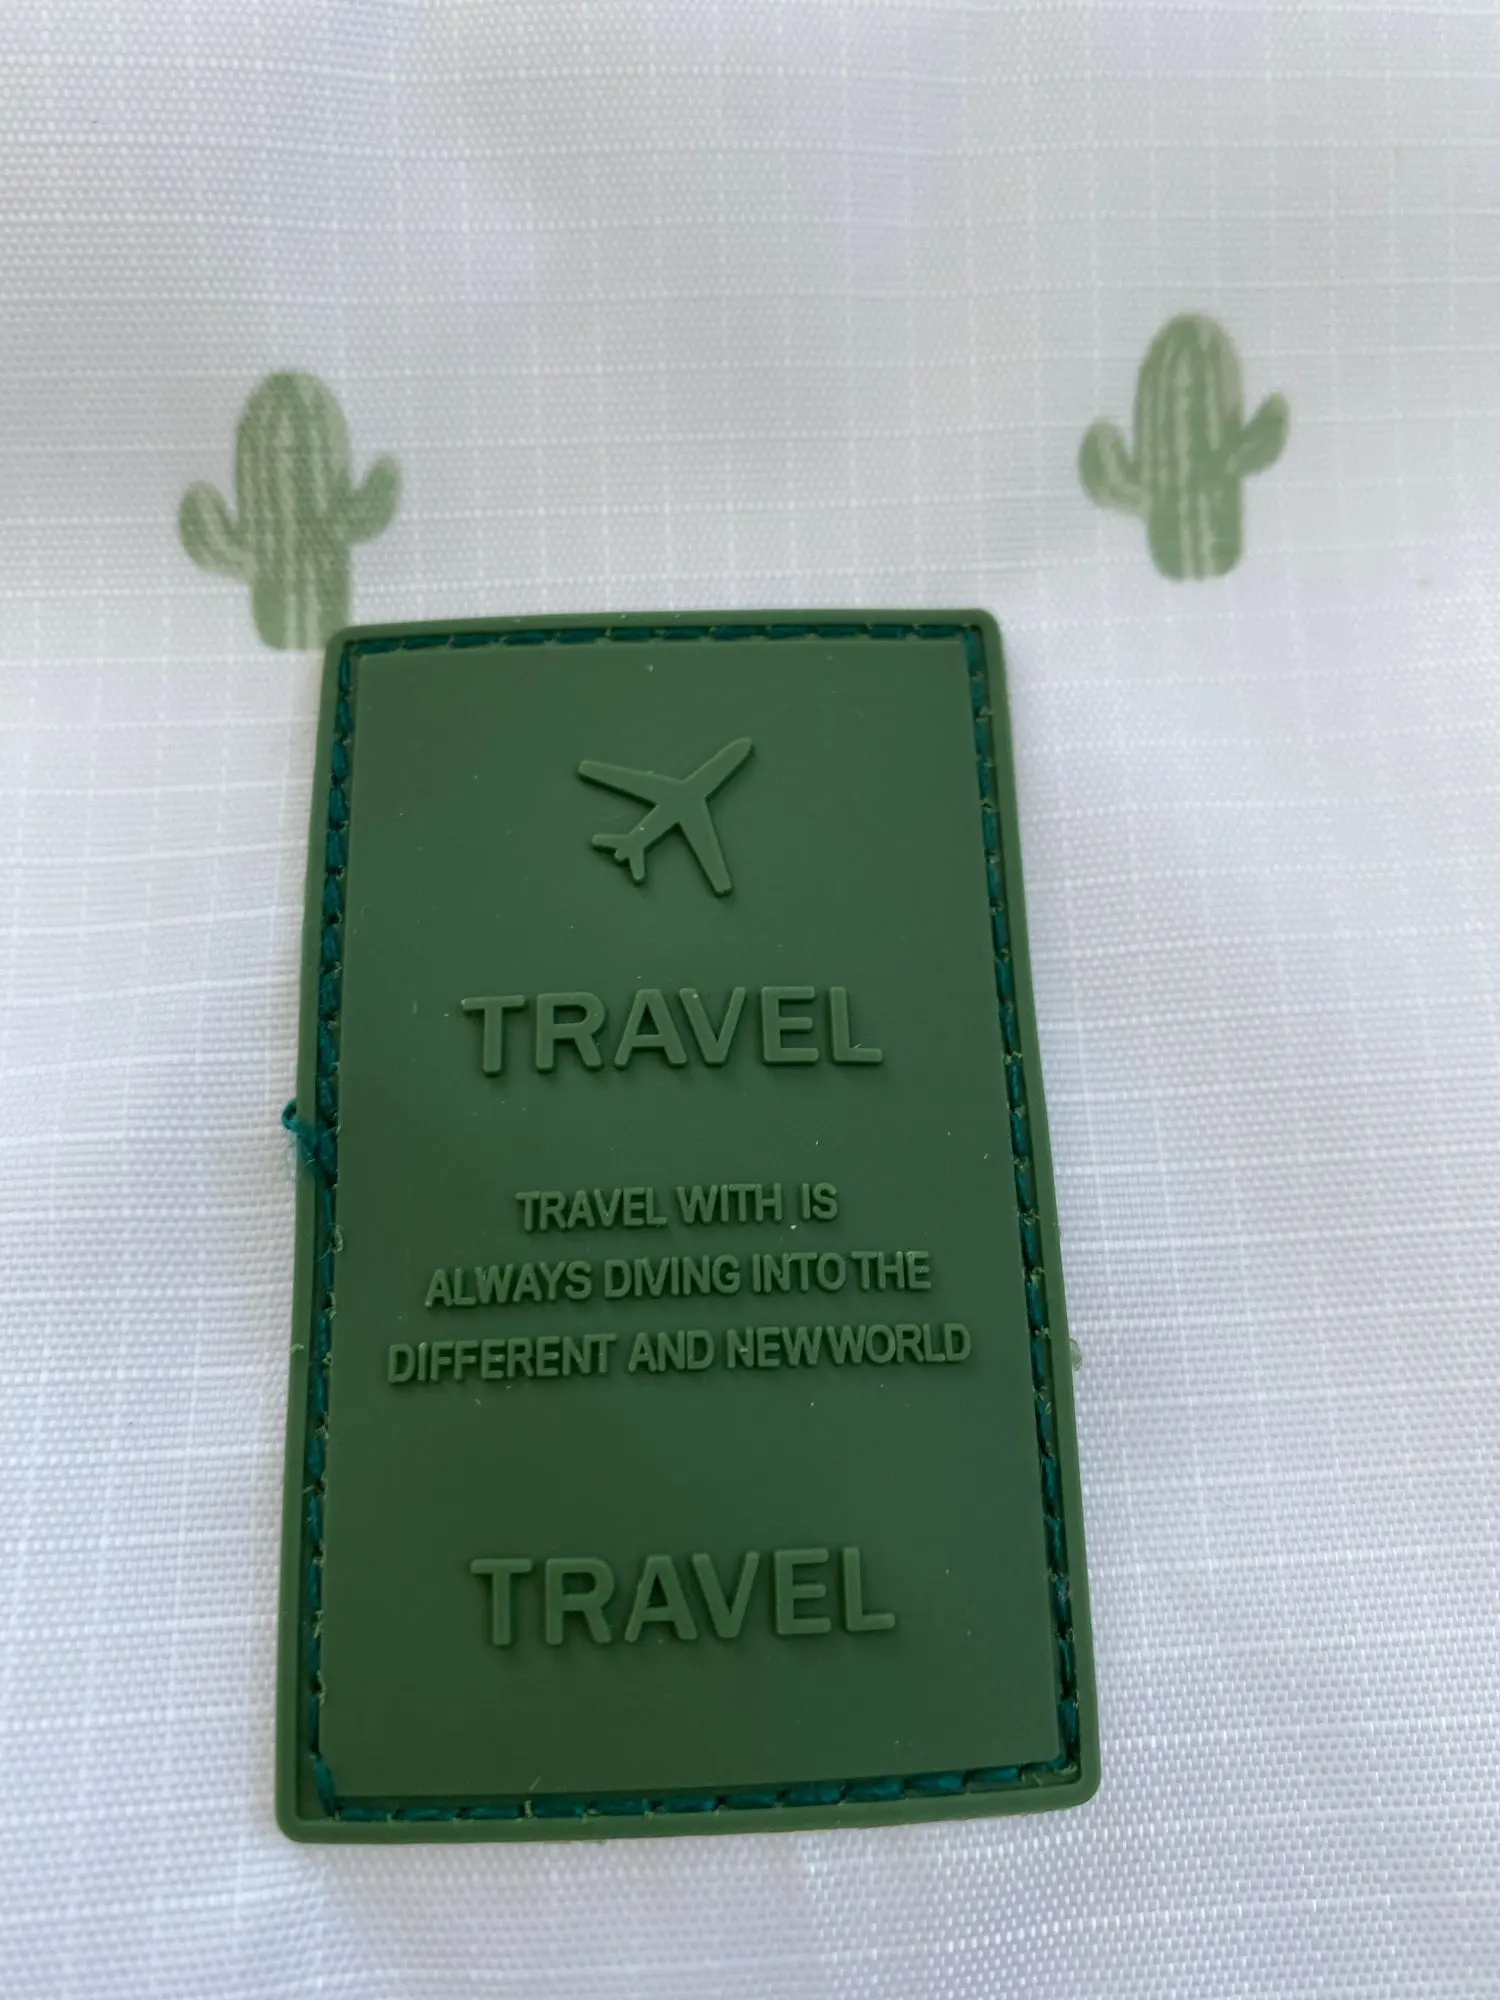 TRAVEL
TRAVEL WITH IS
ALWAYS DIVING INTO THE
DIFFERENT AND NEW WORLD
TRAVEL